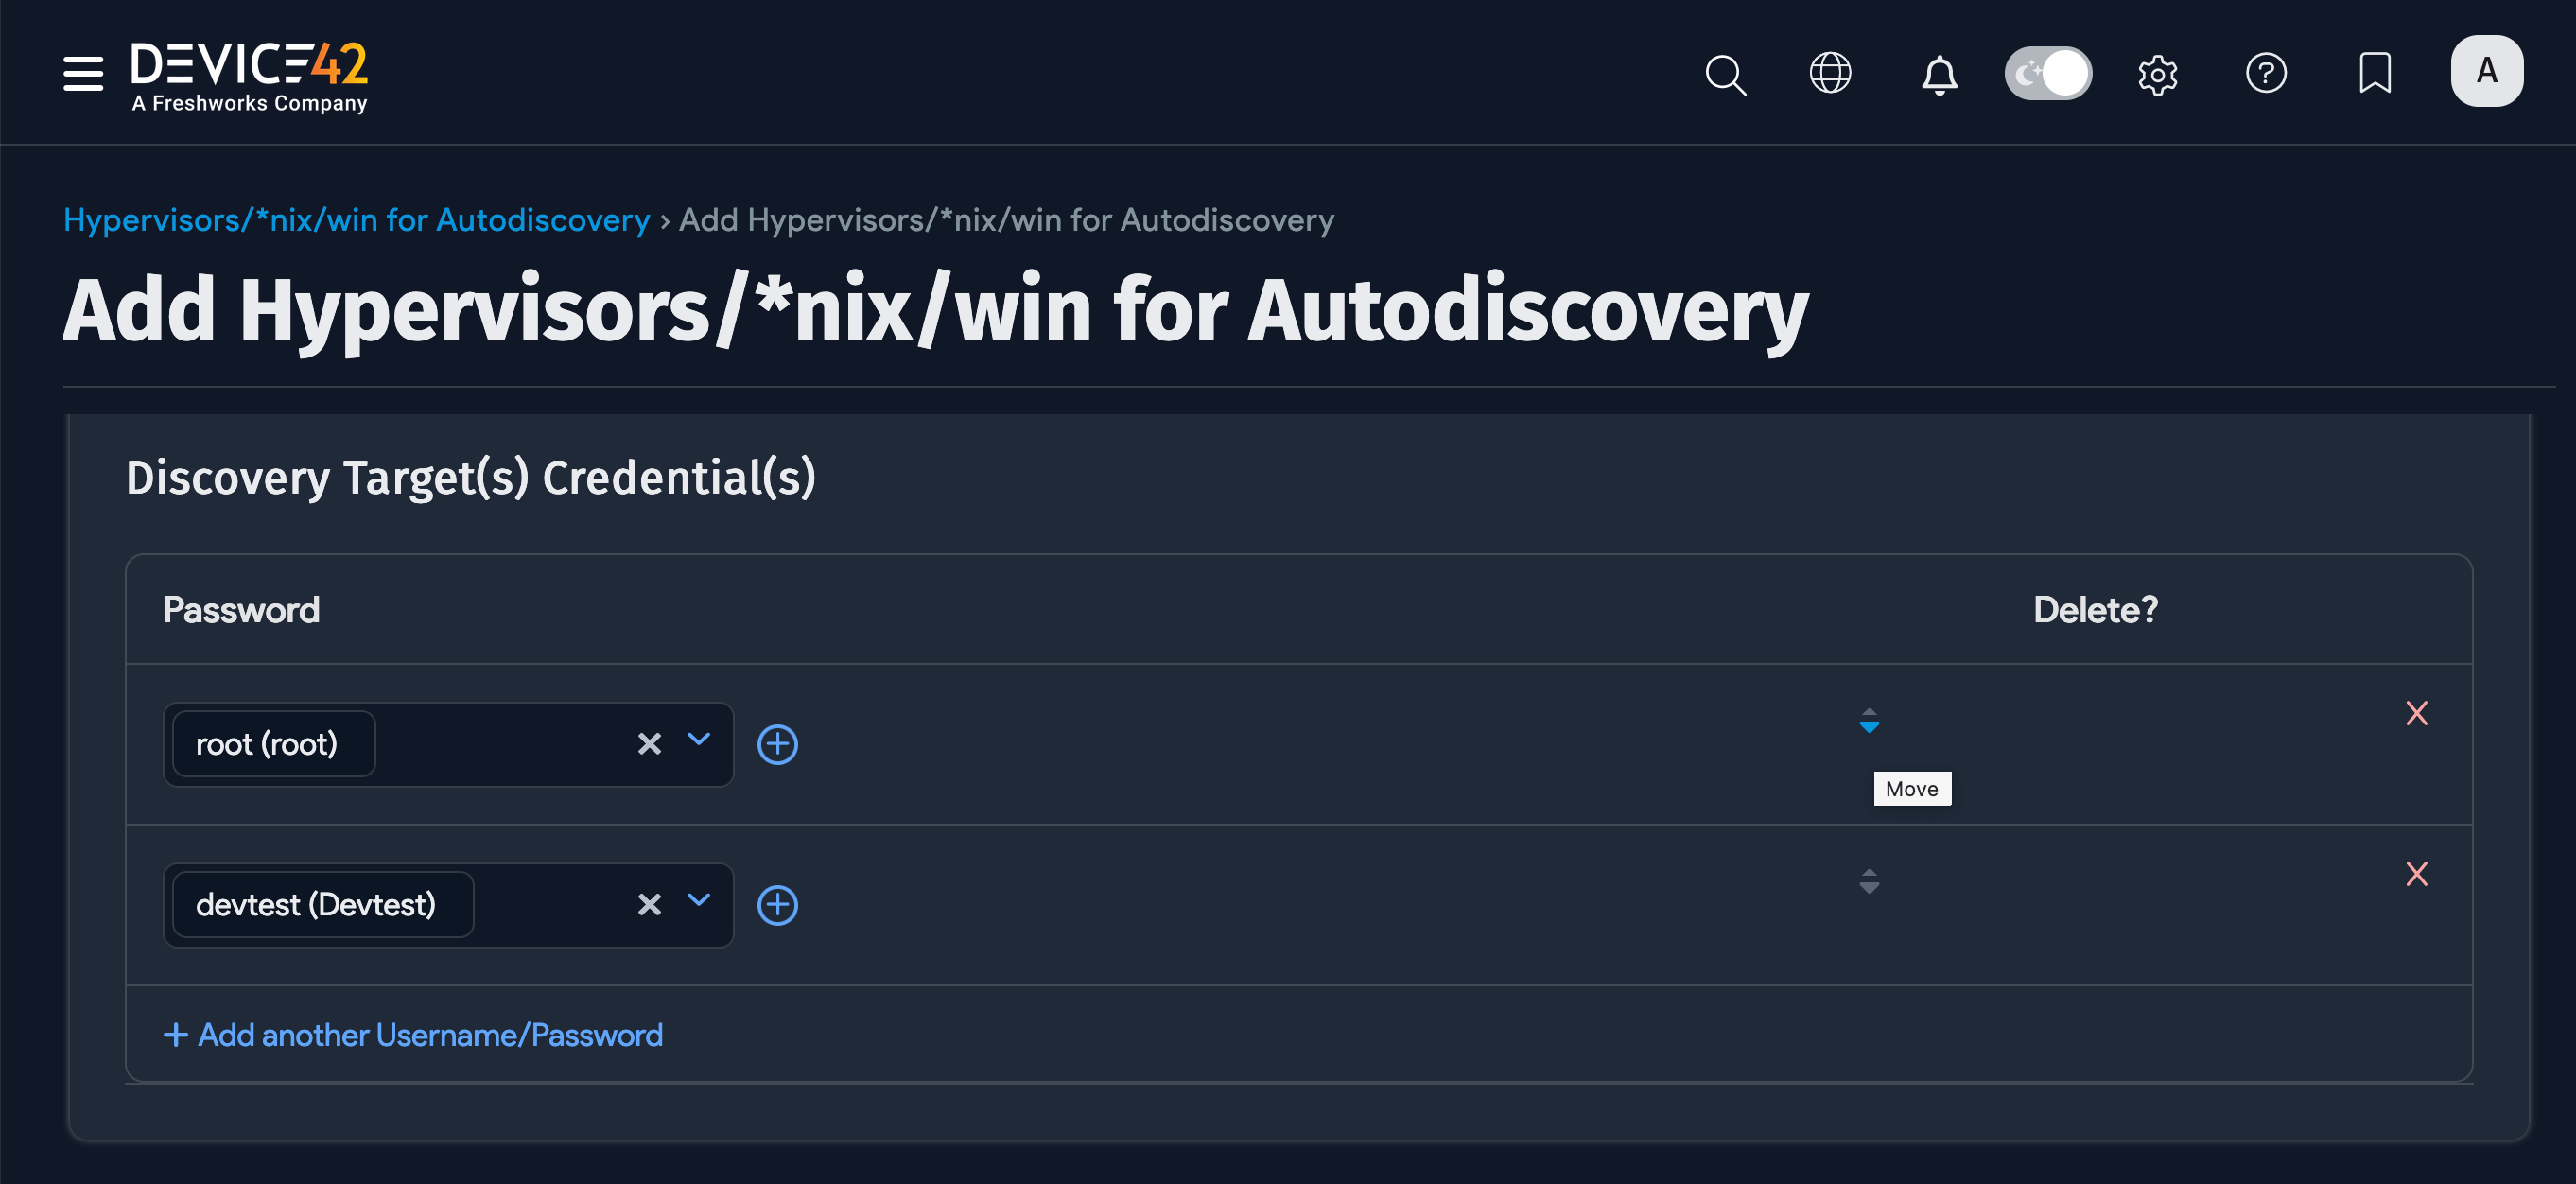 DEVICE42
A Freshworks Company
A
Hypervisors/*nix/win for Autodiscovery › Add Hypervisors/*nix/win for Autodiscovery
Add Hypervisors/*nix/win for Autodiscovery
Discovery Target(s) Credential(s)
Password Delete?
root (root)
Move
devtest (Devtest)
+ Add another Username/Password